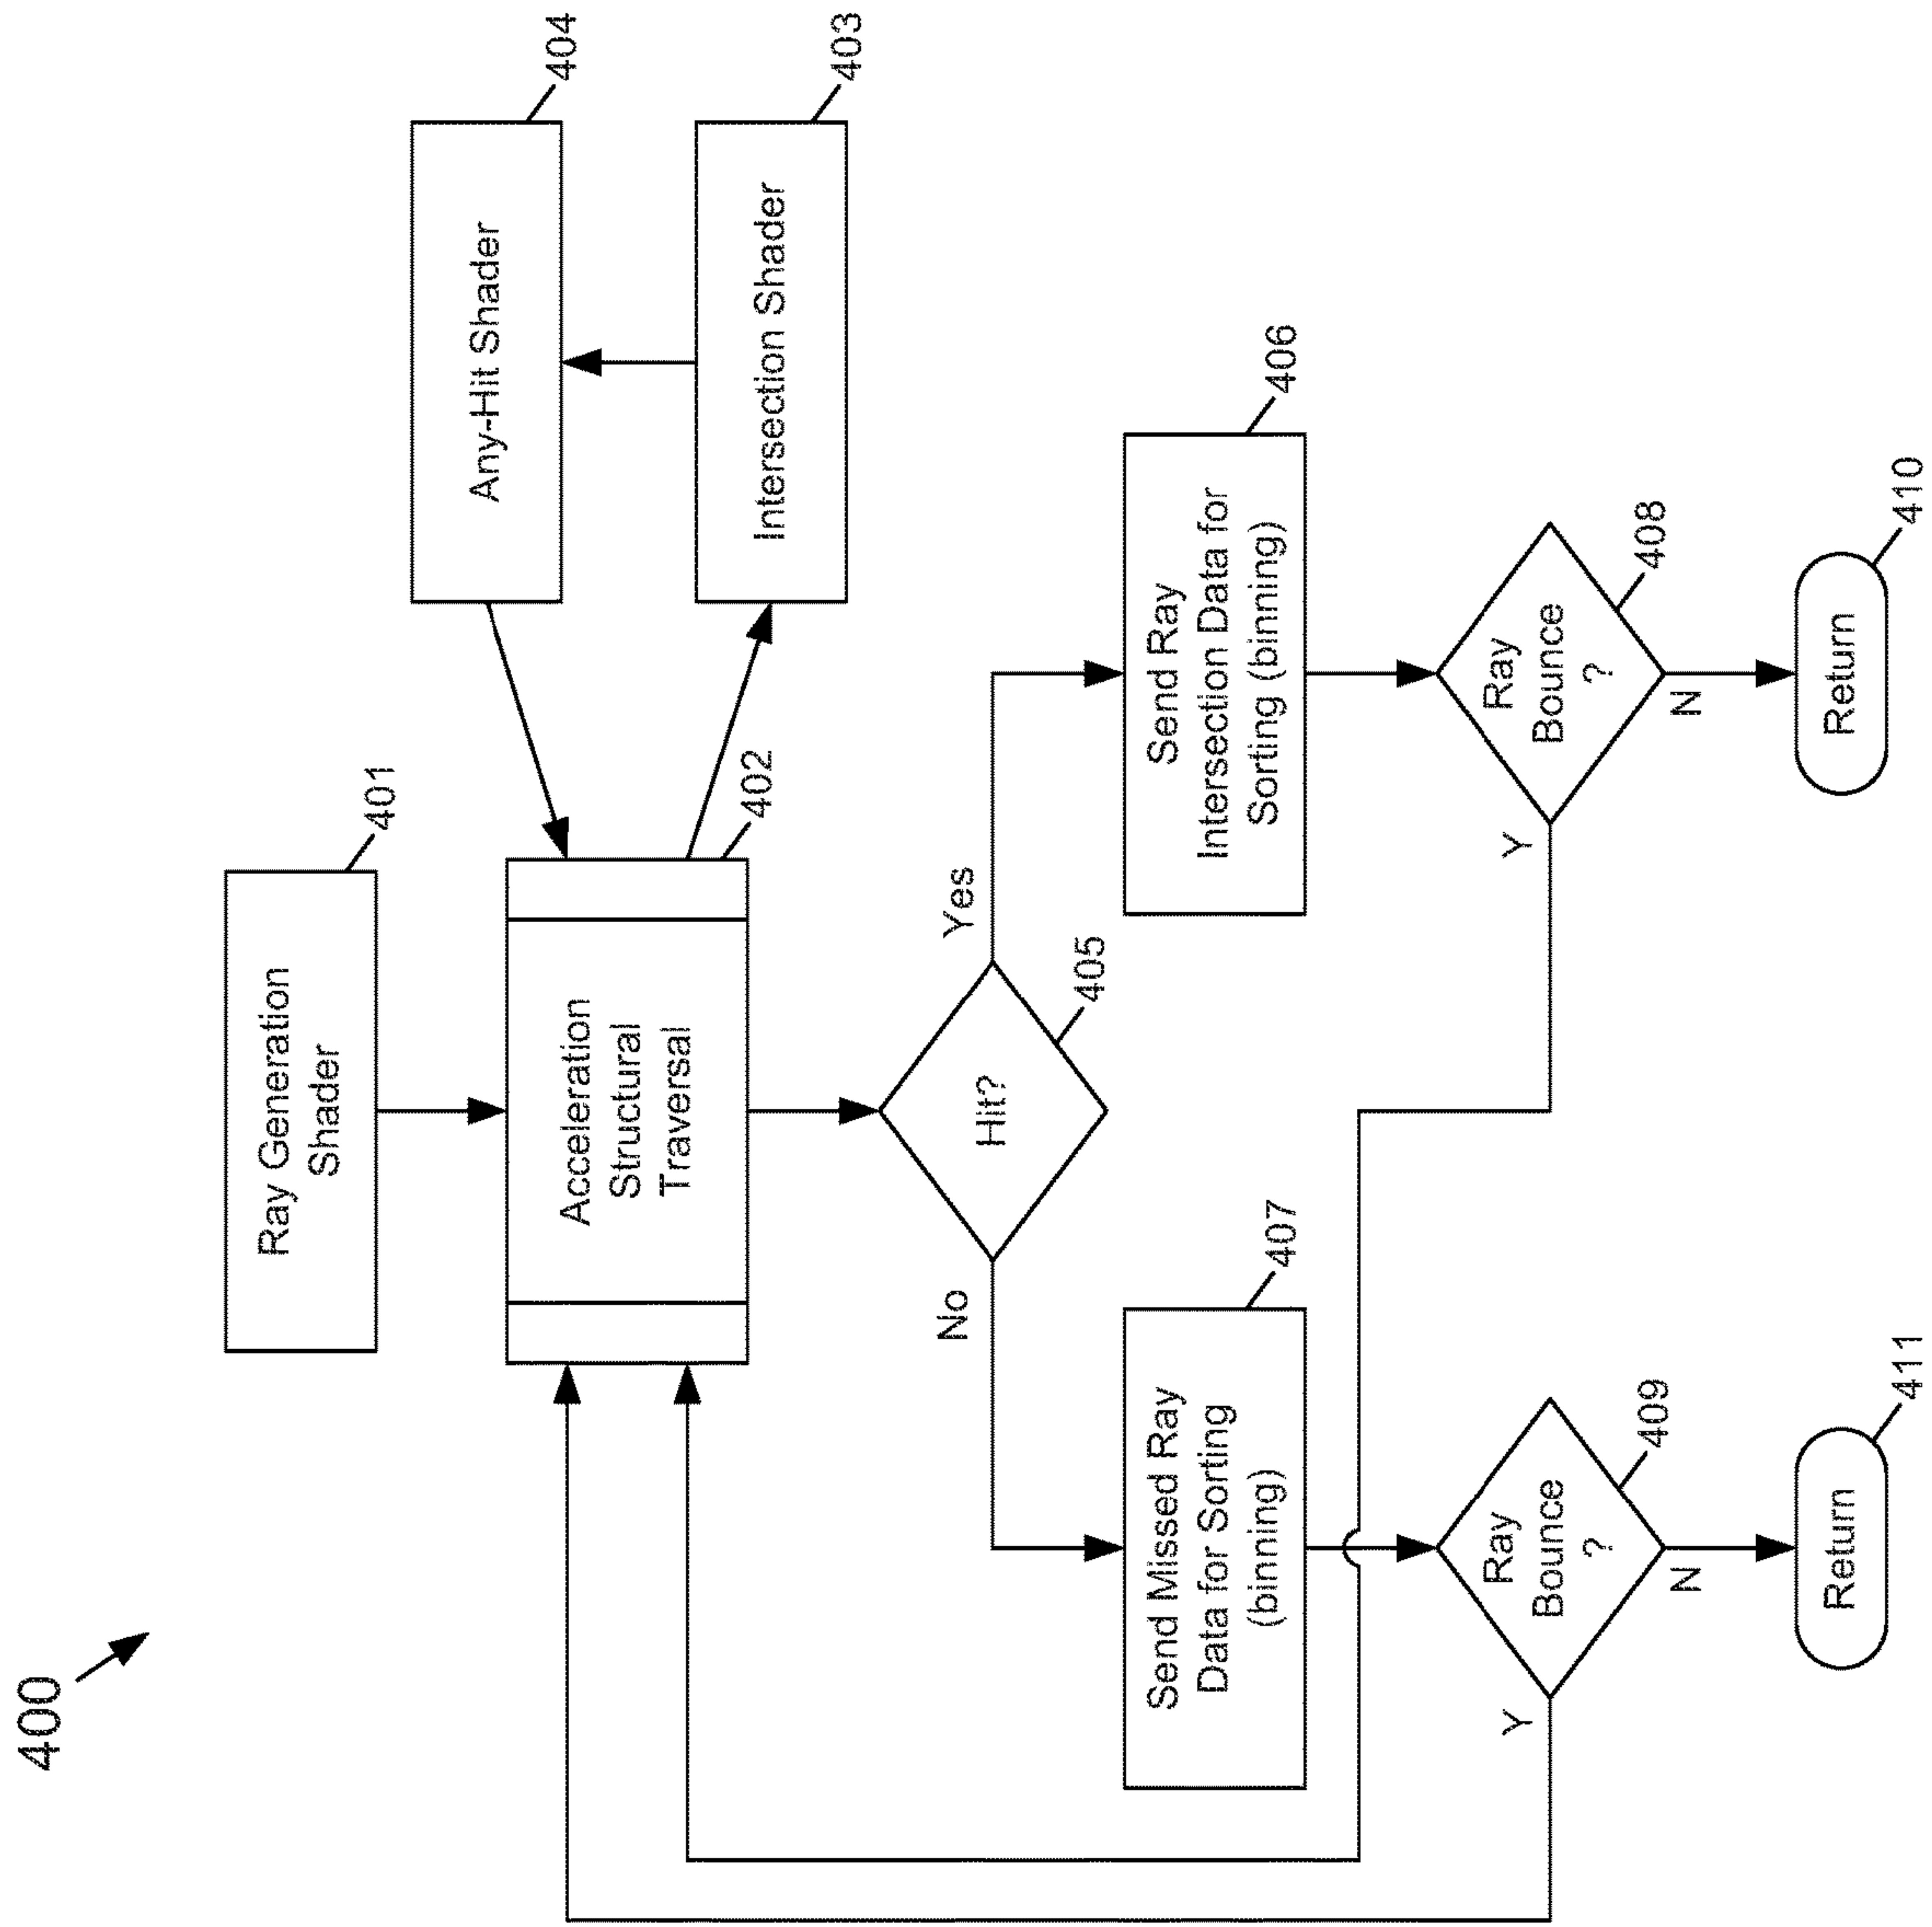 400
Ray Generation
Shader
401
Any-Hit Shader
404
Acceleration
Structural
Traversal
402
Intersection Shader
403
Hit?
405
No
Yes
Send Missed Ray
Data for Sorting
(binning)
407
Send Ray
Intersection Data for
Sorting (binning)
406
Ray
Bounce
?
409
Y
N
Ray
Bounce
?
408
Y
N
Return
411
Return
410